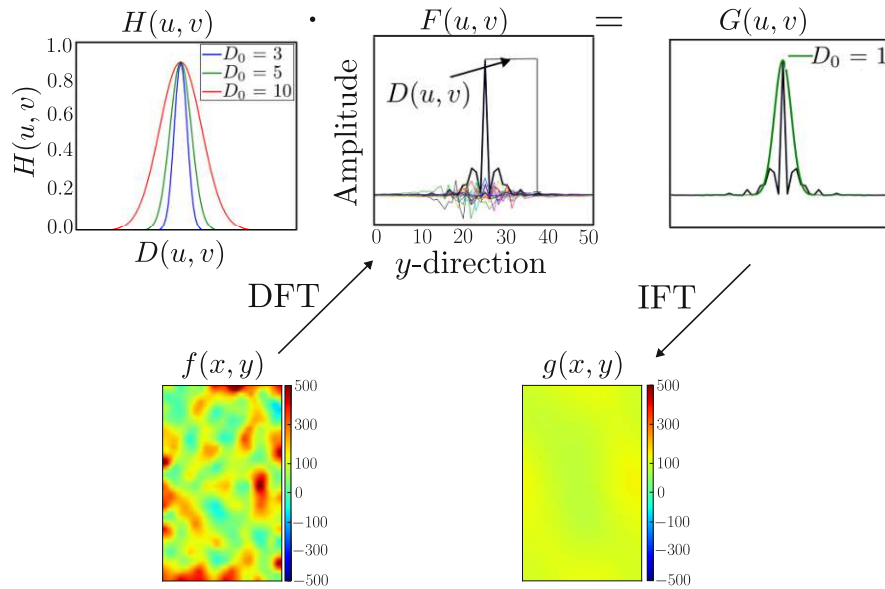 H(u, v) · F(u, v) = G(u, v)
H(u, v)
1.0
0.8
0.6
0.4
0.2
0.0
D₀ = 3
D₀ = 5
D₀ = 10
D(u, v)
Amplitude
D(u, v)
0 10 20 30 40 50
y-direction
D₀ = 1
DFT
IFT
f(x, y)
500
300
100
0
−100
−300
−500
g(x, y)
500
300
100
0
−100
−300
−500